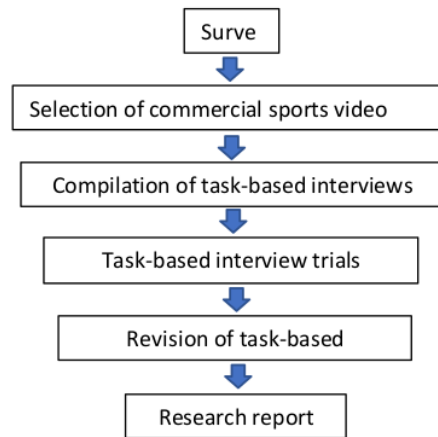 Surve
Selection of commercial sports video
Compilation of task-based interviews
Task-based interview trials
Revision of task-based
Research report